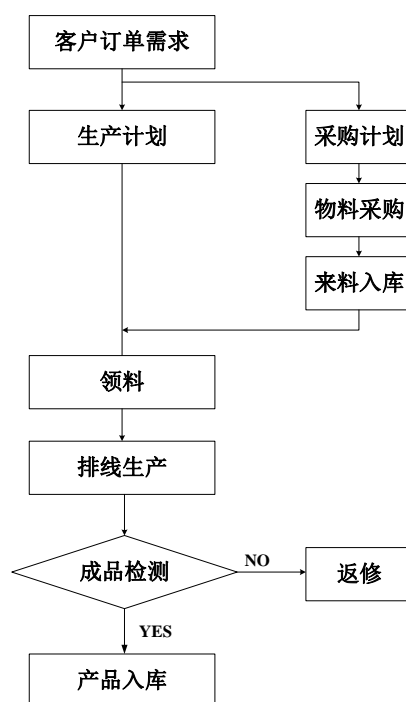 客户订单需求
生产计划
采购计划
物料采购
来料入库
领料
排线生产
成品检测
NO
返修
YES
产品入库